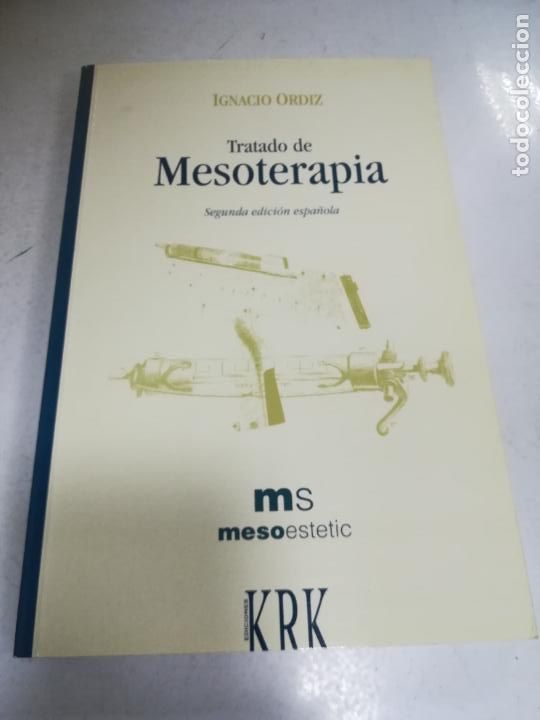 IGNACIO ORDIZ
Tratado de
Mesoterapia
Segunda edición española
ms
mesoestetic
EDICIONES
KRK
todocoleccion